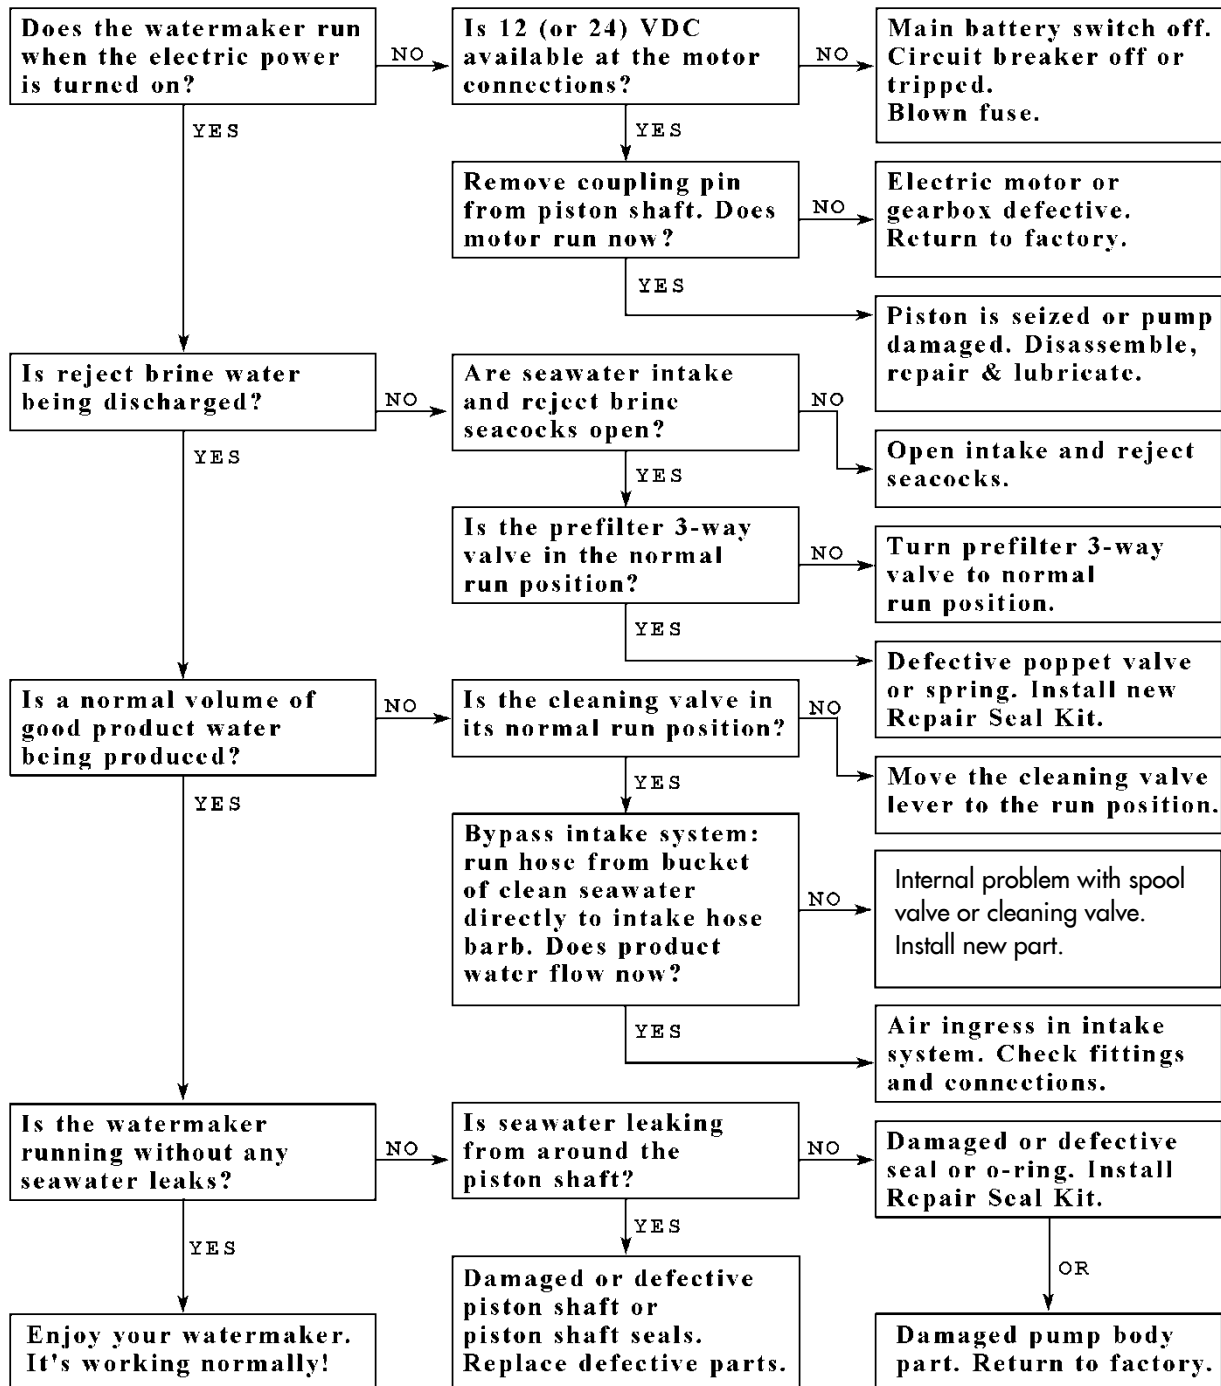 Does the watermaker run
when the electric power
is turned on?
NO
Is 12 (or 24) VDC
available at the motor
connections?
NO
Main battery switch off.
Circuit breaker off or
tripped.
Blown fuse.
YES
YES
Remove coupling pin
from piston shaft. Does
motor run now?
NO
Electric motor or
gearbox defective.
Return to factory.
YES
Piston is seized or pump
damaged. Disassemble,
repair & lubricate.
Is reject brine water
being discharged?
NO
Are seawater intake
and reject brine
seacocks open?
NO
Open intake and reject
seacocks.
YES
YES
Is the prefilter 3-way
valve in the normal
run position?
NO
Turn prefilter 3-way
valve to normal
run position.
YES
Defective poppet valve
or spring. Install new
Repair Seal Kit.
Is a normal volume of
good product water
being produced?
NO
Is the cleaning valve in
its normal run position?
NO
Move the cleaning valve
lever to the run position.
YES
YES
Bypass intake system:
run hose from bucket
of clean seawater
directly to intake hose
barb. Does product
water flow now?
NO
Internal problem with spool
valve or cleaning valve.
Install new part.
YES
Air ingress in intake
system. Check fittings
and connections.
Is the watermaker
running without any
seawater leaks?
NO
Is seawater leaking
from around the
piston shaft?
NO
Damaged or defective
seal or o-ring. Install
Repair Seal Kit.
YES
YES
OR
Enjoy your watermaker.
It's working normally!
Damaged or defective
piston shaft or
piston shaft seals.
Replace defective parts.
Damaged pump body
part. Return to factory.